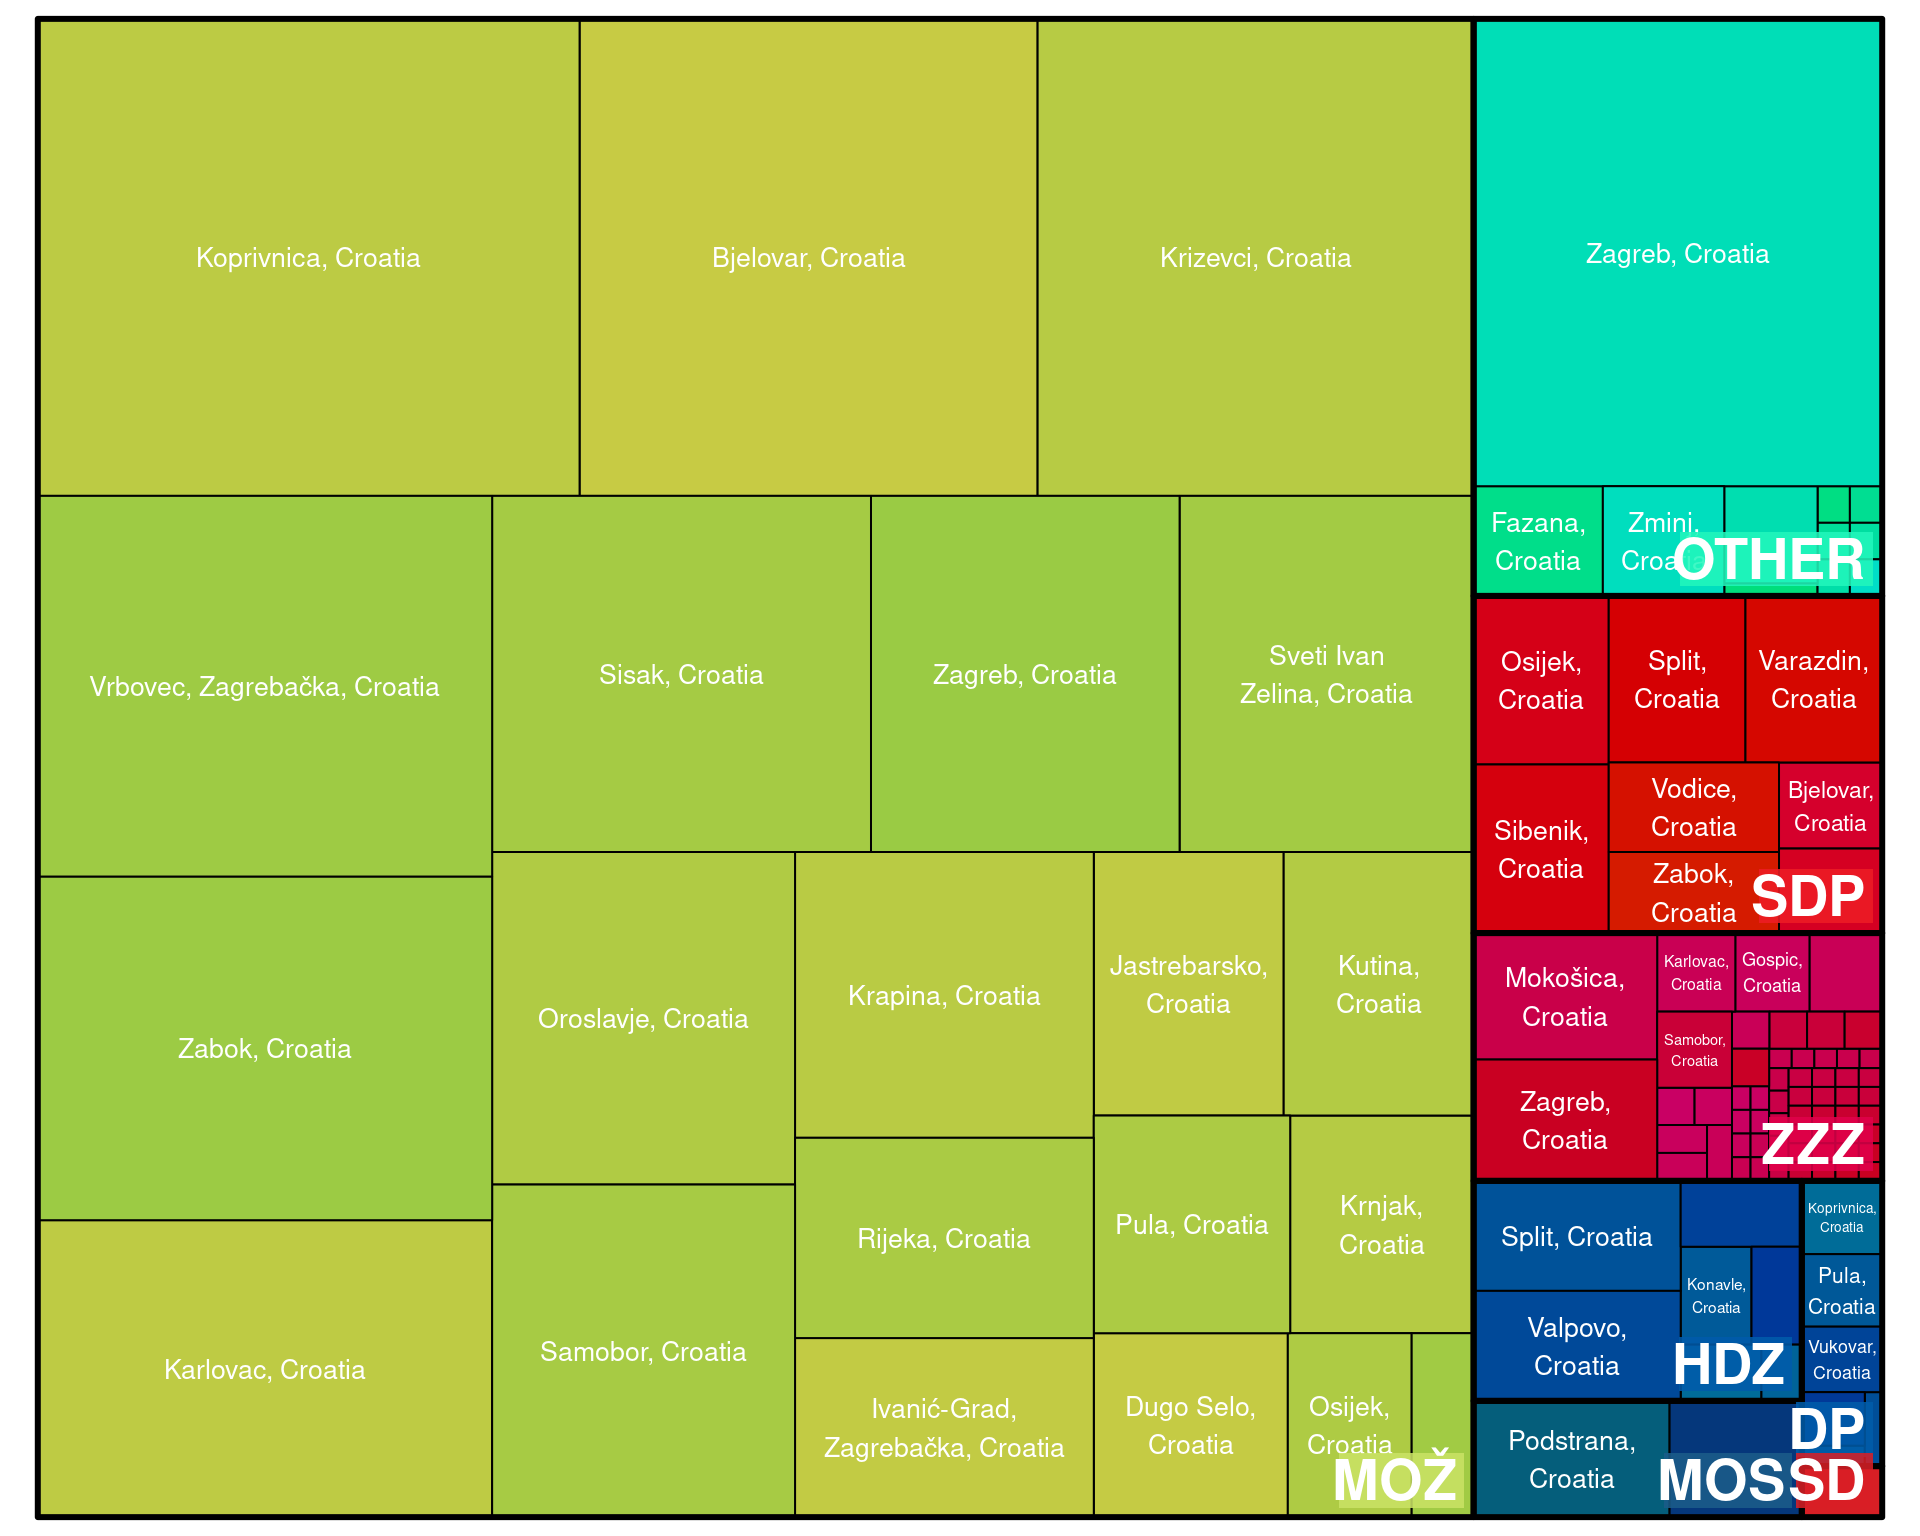 Koprivnica, Croatia
Bjelovar, Croatia
Krizevci, Croatia
Vrbovec, Zagrebačka, Croatia
Sisak, Croatia
Zagreb, Croatia
Sveti Ivan
Zelina, Croatia
Zabok, Croatia
Oroslavje, Croatia
Krapina, Croatia
Jastrebarsko,
Croatia
Kutina,
Croatia
Karlovac, Croatia
Samobor, Croatia
Rijeka, Croatia
Pula, Croatia
Krnjak,
Croatia
Ivanić-Grad,
Zagrebačka, Croatia
Dugo Selo,
Croatia
Osijek,
Croatia
MOŽ
Zagreb, Croatia
Fazana,
Croatia
Zmini,
Croatia
OTHER
Osijek,
Croatia
Split,
Croatia
Varazdin,
Croatia
Sibenik,
Croatia
Vodice,
Croatia
Bjelovar,
Croatia
Zabok,
Croatia
SDP
Mokošica,
Croatia
Karlovac,
Croatia
Gospic,
Croatia
Samobor,
Croatia
Zagreb,
Croatia
ZZZ
Split, Croatia
Konavle,
Croatia
Valpovo,
Croatia
HDZ
Koprivnica,
Croatia
Pula,
Croatia
Vukovar,
Croatia
DP
Podstrana,
Croatia
MOS
SD